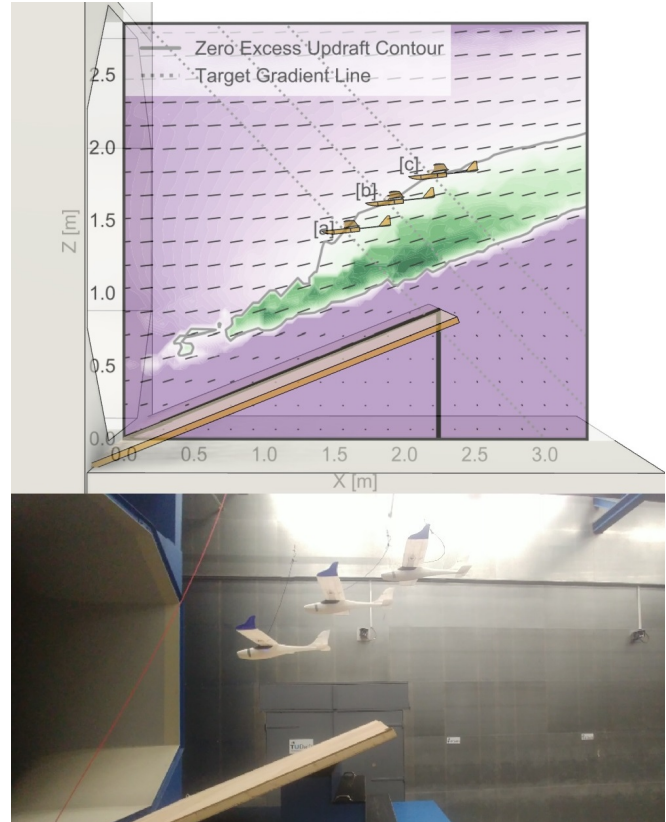 Zero Excess Updraft Contour
Target Gradient Line
2.5
2.0
1.5
1.0
0.5
0.0
Z [m]
[c]
[b]
[a]
0.0 0.5 1.0 1.5 2.0 2.5 3.0
X [m]